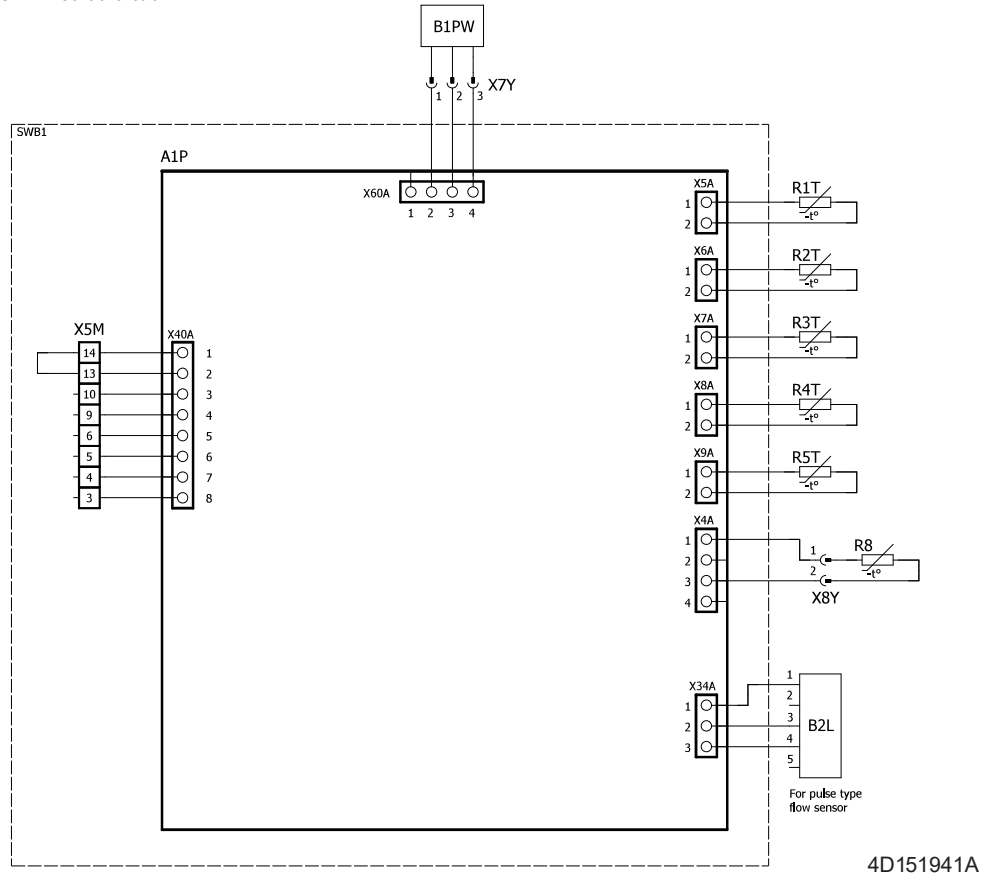 B1PW
1 2 3 X7Y
SWB1
A1P
X60A
1 2 3 4
X5A
1
2
R1T
-t°
X6A
1
2
R2T
-t°
X7A
1
2
R3T
-t°
X8A
1
2
R4T
-t°
X9A
1
2
R5T
-t°
X4A
1
2
3
4
1
2
R8
-t°
X8Y
X5M
X40A
14 1
13 2
10 3
9 4
6 5
5 6
4 7
3 8
X34A
1
2
3
1
2
3
4
5
B2L
For pulse type
flow sensor
4D151941A